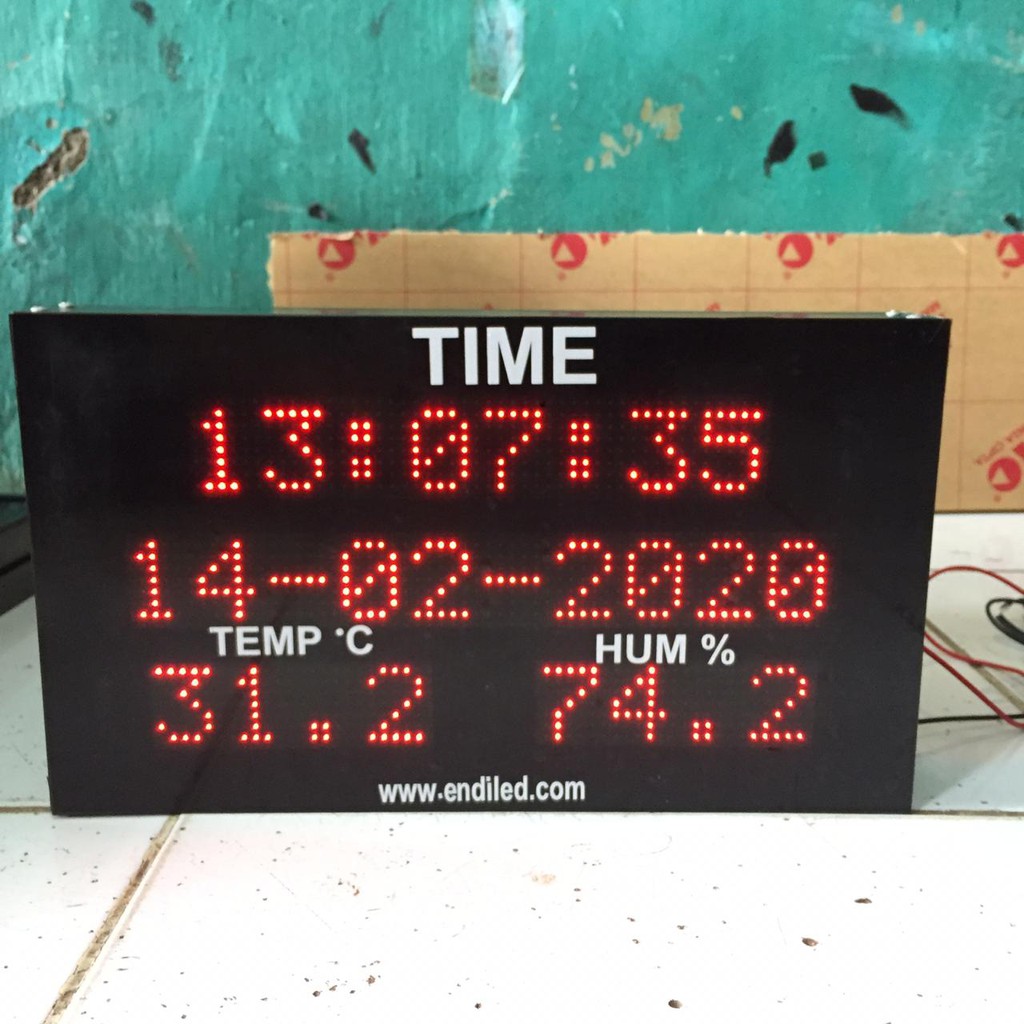 TIME
13:07:35
14-02-2020
TEMP °C HUM %
31.2 74.2
www.endiled.com